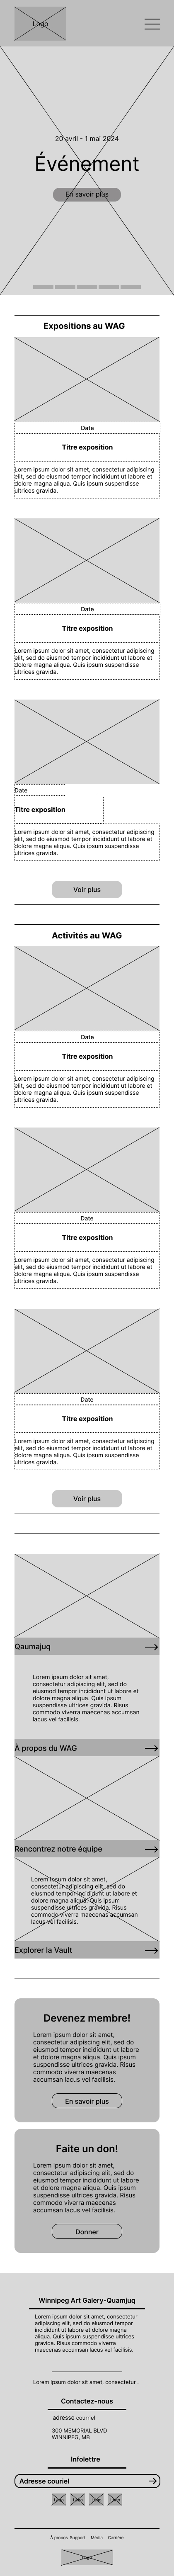 Logo
20 avril - 1 mai 2024
Événement
En savoir plus
Expositions au WAG
Date
Titre exposition
Lorem ipsum dolor sit amet, consectetur adipiscing
elit, sed do eiusmod tempor incididunt ut labore et
dolore magna aliqua. Quis ipsum suspendisse
ultrices gravida.
Date
Titre exposition
Lorem ipsum dolor sit amet, consectetur adipiscing
elit, sed do eiusmod tempor incididunt ut labore et
dolore magna aliqua. Quis ipsum suspendisse
ultrices gravida.
Date
Titre exposition
Lorem ipsum dolor sit amet, consectetur adipiscing
elit, sed do eiusmod tempor incididunt ut labore et
dolore magna aliqua. Quis ipsum suspendisse
ultrices gravida.
Voir plus
Activités au WAG
Date
Titre exposition
Lorem ipsum dolor sit amet, consectetur adipiscing
elit, sed do eiusmod tempor incididunt ut labore et
dolore magna aliqua. Quis ipsum suspendisse
ultrices gravida.
Date
Titre exposition
Lorem ipsum dolor sit amet, consectetur adipiscing
elit, sed do eiusmod tempor incididunt ut labore et
dolore magna aliqua. Quis ipsum suspendisse
ultrices gravida.
Date
Titre exposition
Lorem ipsum dolor sit amet, consectetur adipiscing
elit, sed do eiusmod tempor incididunt ut labore et
dolore magna aliqua. Quis ipsum suspendisse
ultrices gravida.
Voir plus
Qaumajuq
Lorem ipsum dolor sit amet,
consectetur adipiscing elit, sed do
eiusmod tempor incididunt ut labore et
dolore magna aliqua. Quis ipsum
suspendisse ultrices gravida. Risus
commodo viverra maecenas accumsan
lacus vel facilisis.
À propos du WAG
Rencontrez notre équipe
Lorem ipsum dolor sit amet,
consectetur adipiscing elit, sed do
eiusmod tempor incididunt ut labore et
dolore magna aliqua. Quis ipsum
suspendisse ultrices gravida. Risus
commodo viverra maecenas accumsan
lacus vel facilisis.
Explorer la Vault
Devenez membre!
Lorem ipsum dolor sit amet,
consectetur adipiscing elit, sed do
eiusmod tempor incididunt ut labore
et dolore magna aliqua. Quis ipsum
suspendisse ultrices gravida. Risus
commodo viverra maecenas
accumsan lacus vel facilisis.
En savoir plus
Faite un don!
Lorem ipsum dolor sit amet,
consectetur adipiscing elit, sed do
eiusmod tempor incididunt ut labore
et dolore magna aliqua. Quis ipsum
suspendisse ultrices gravida. Risus
commodo viverra maecenas
accumsan lacus vel facilisis.
Donner
Winnipeg Art Galery-Quamjuq
Lorem ipsum dolor sit amet, consectetur
adipiscing elit, sed do eiusmod tempor
incididunt ut labore et dolore magna
aliqua. Quis ipsum suspendisse ultrices
gravida. Risus commodo viverra
maecenas accumsan lacus vel facilisis.
Lorem ipsum dolor sit amet, consectetur .
Contactez-nous
adresse courriel
300 MEMORIAL BLVD
WINNIPEG, MB
Infolettre
Adresse couriel
Logo Logo Logo Logo
À propos Support Média Carrière
Logo